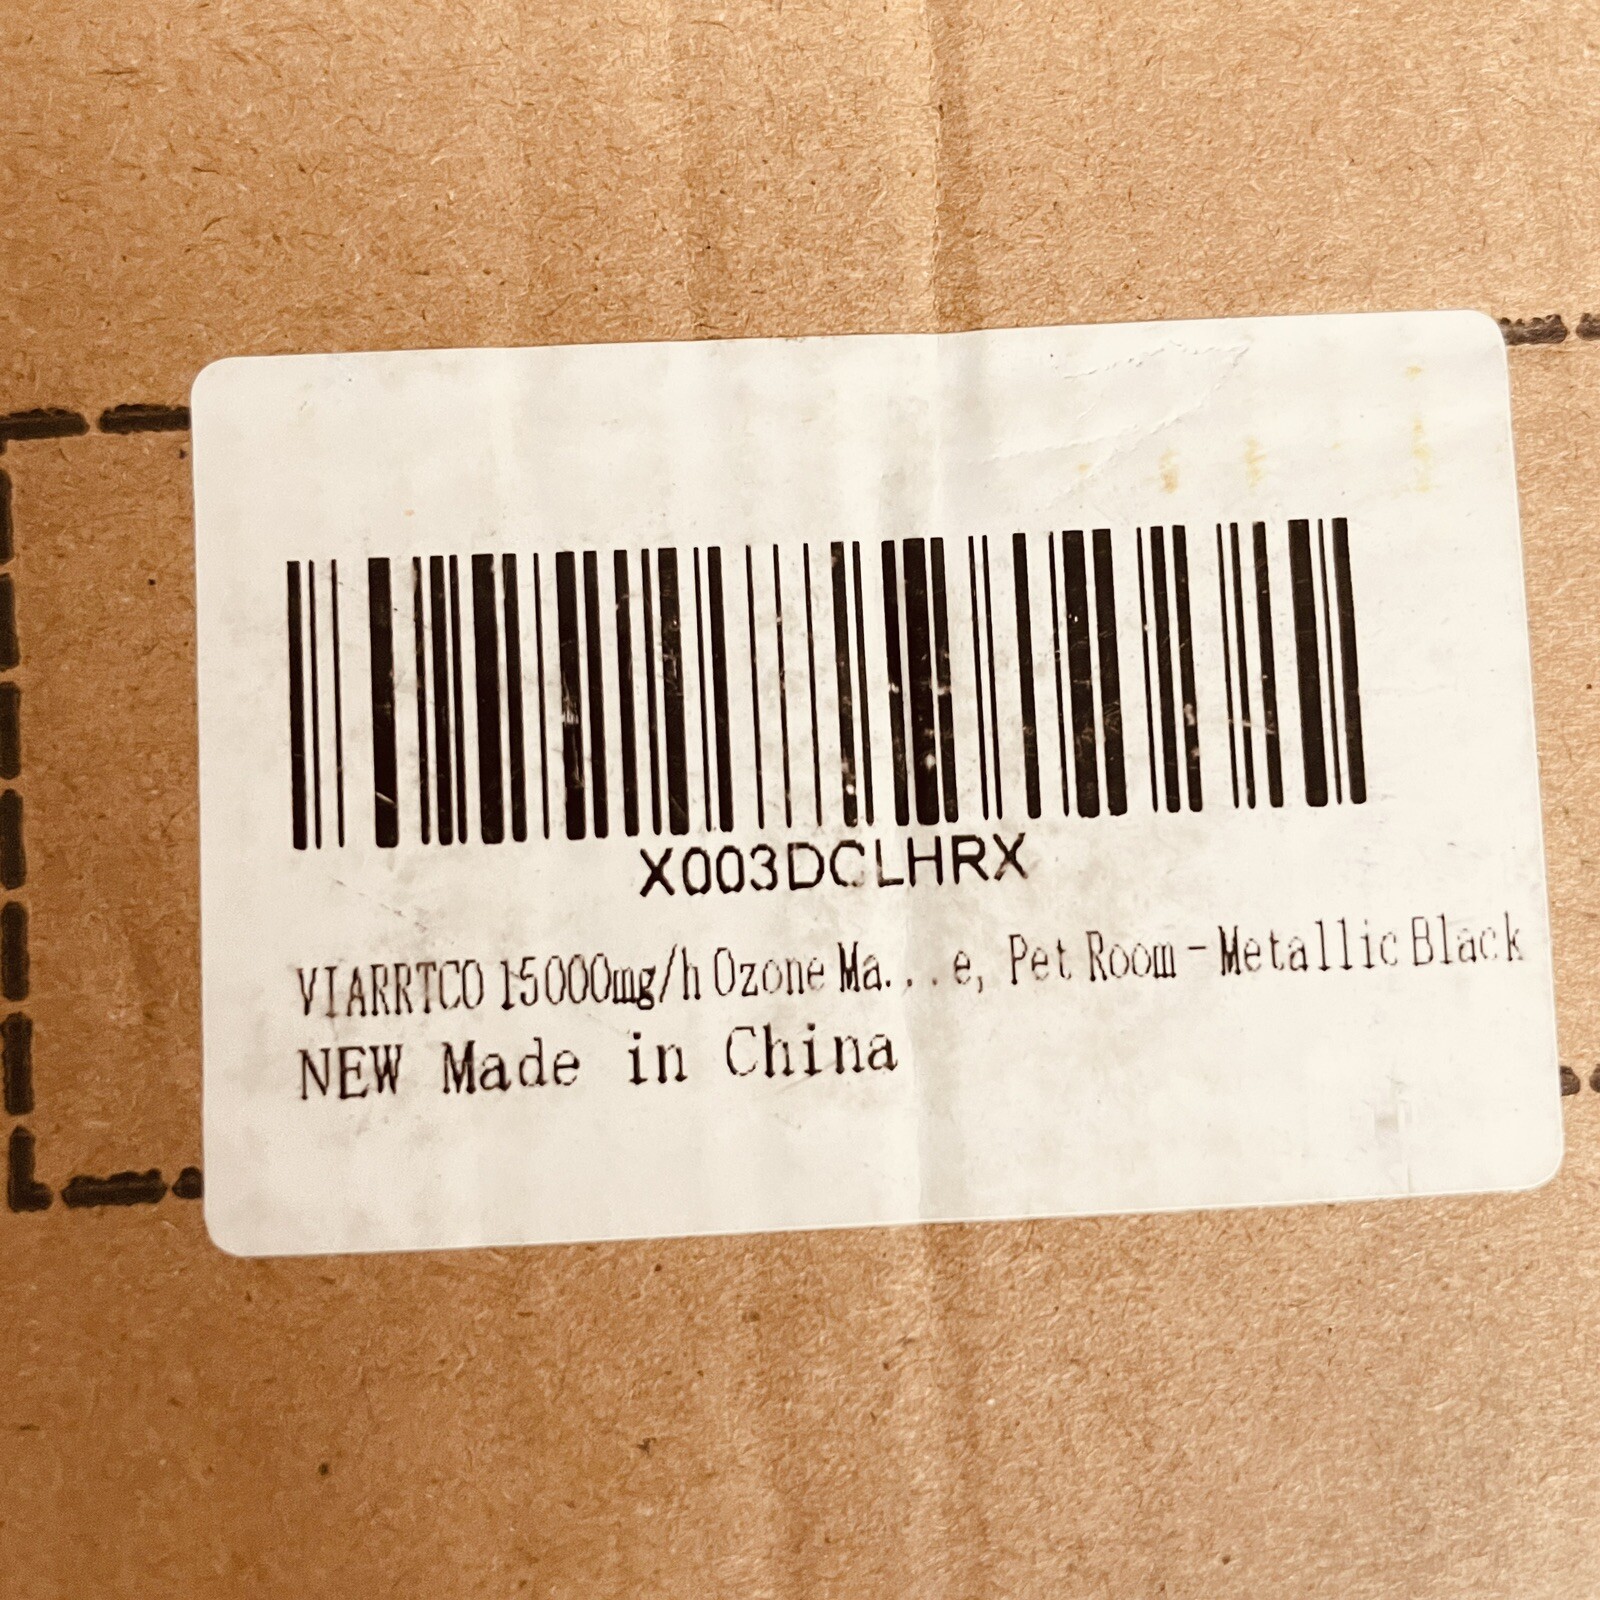 X003DCLHRX
VIARRTCO 15000mg/h Ozone Ma...e, Pet Room - Metallic Black
NEW Made in China